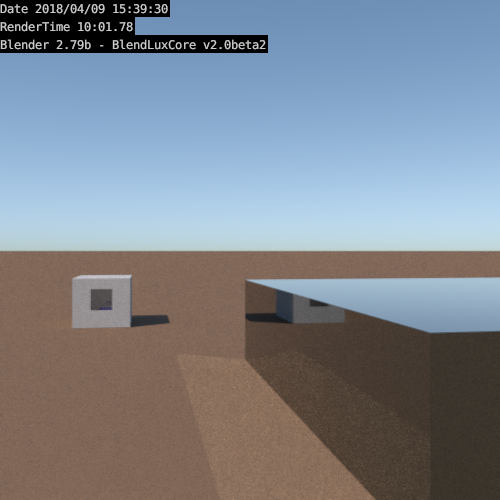 Date 2018/04/09 15:39:30
RenderTime 10:01.78
Blender 2.79b - BlendLuxCore v2.0beta2